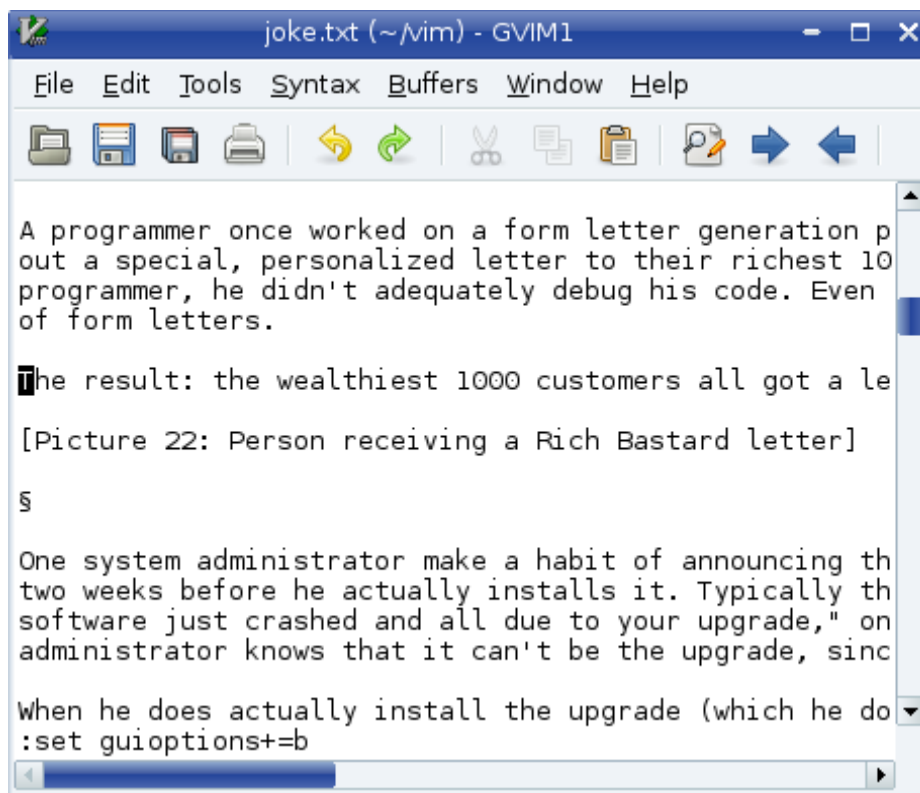 joke.txt (~/vim) - GVIM1
File Edit Tools Syntax Buffers Window Help
A programmer once worked on a form letter generation p
out a special, personalized letter to their richest 10
programmer, he didn't adequately debug his code. Even
of form letters.
The result: the wealthiest 1000 customers all got a le
[Picture 22: Person receiving a Rich Bastard letter]
§
One system administrator make a habit of announcing th
two weeks before he actually installs it. Typically th
software just crashed and all due to your upgrade," on
administrator knows that it can't be the upgrade, sinc
When he does actually install the upgrade (which he do
:set guioptions+=b